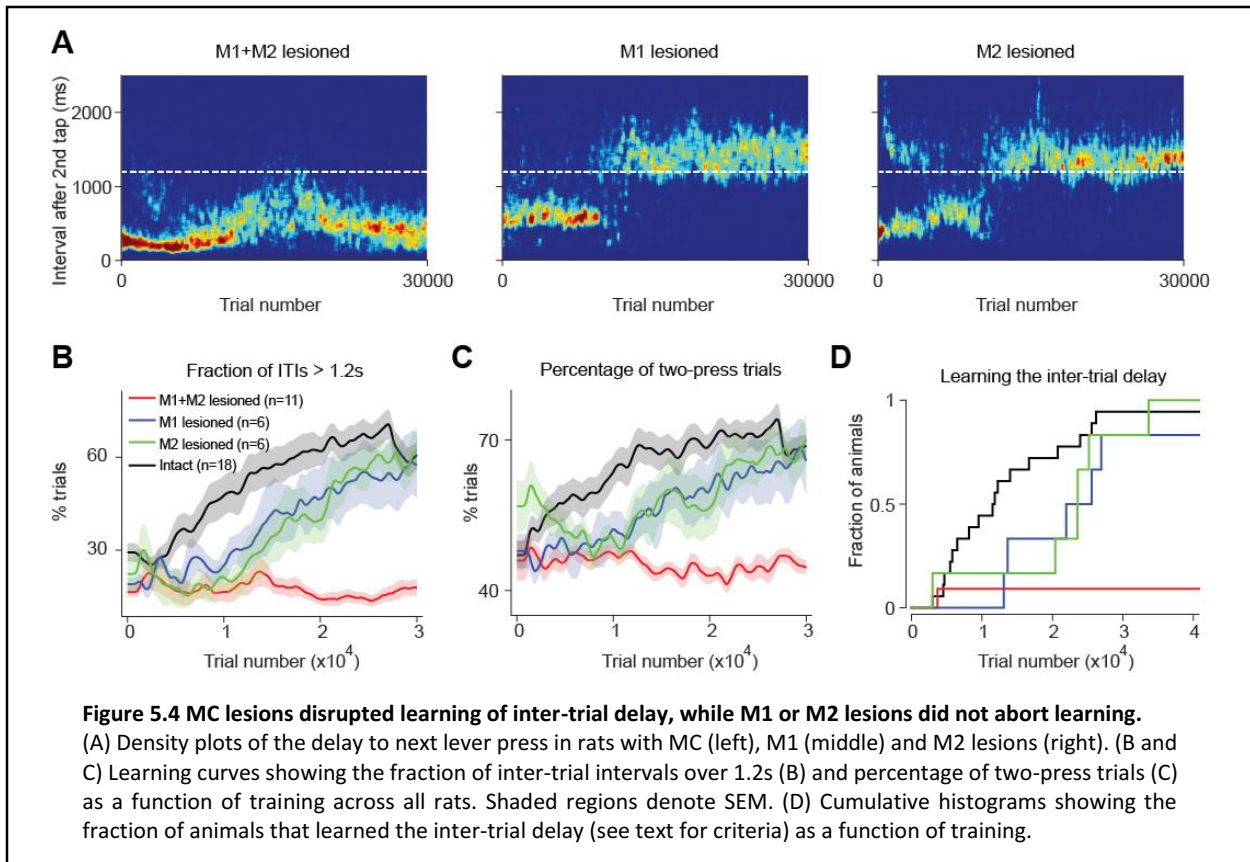 A
M1+M2 lesioned
M1 lesioned
M2 lesioned
Interval after 2nd tap (ms)
2000
1000
0
0
30000
0
30000
0
30000
Trial number
Trial number
Trial number
B
Fraction of ITIs > 1.2s
M1+M2 lesioned (n=11)
M1 lesioned (n=6)
M2 lesioned (n=6)
Intact (n=18)
% trials
60
30
0
1
2
3
Trial number (x10^4)
C
Percentage of two-press trials
% trials
70
40
0
1
2
3
Trial number (x10^4)
D
Learning the inter-trial delay
Fraction of animals
1
0.5
0
0
1
2
3
4
Trial number (x10^4)
Figure 5.4 MC lesions disrupted learning of inter-trial delay, while M1 or M2 lesions did not abort learning.
(A) Density plots of the delay to next lever press in rats with MC (left), M1 (middle) and M2 lesions (right). (B and
C) Learning curves showing the fraction of inter-trial intervals over 1.2s (B) and percentage of two-press trials (C)
as a function of training across all rats. Shaded regions denote SEM. (D) Cumulative histograms showing the
fraction of animals that learned the inter-trial delay (see text for criteria) as a function of training.